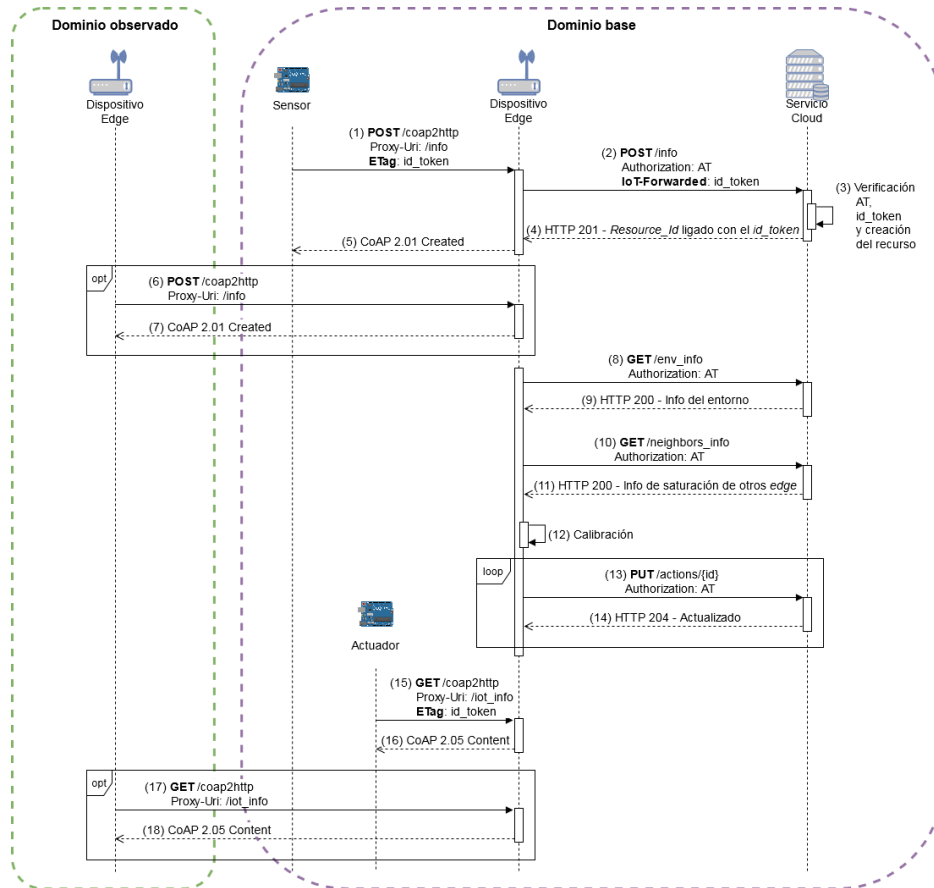 Dominio observado
Dominio base
Dispositivo
Edge
Sensor
Dispositivo
Edge
Servicio
Cloud
(1) POST /coap2http
Proxy-Uri: /info
ETag: id_token
(2) POST /info
Authorization: AT
IoT-Forwarded: id_token
(3) Verificación
AT,
id_token
y creación
del recurso
(4) HTTP 201 - Resource_Id ligado con el id_token
(5) CoAP 2.01 Created
opt
(6) POST /coap2http
Proxy-Uri: /info
(7) CoAP 2.01 Created
(8) GET /env_info
Authorization: AT
(9) HTTP 200 - Info del entorno
(10) GET /neighbors_info
Authorization: AT
(11) HTTP 200 - Info de saturación de otros edge
(12) Calibración
loop
(13) PUT /actions/{id}
Authorization: AT
(14) HTTP 204 - Actualizado
Actuador
(15) GET /coap2http
Proxy-Uri: /iot_info
ETag: id_token
(16) CoAP 2.05 Content
opt
(17) GET /coap2http
Proxy-Uri: /iot_info
(18) CoAP 2.05 Content